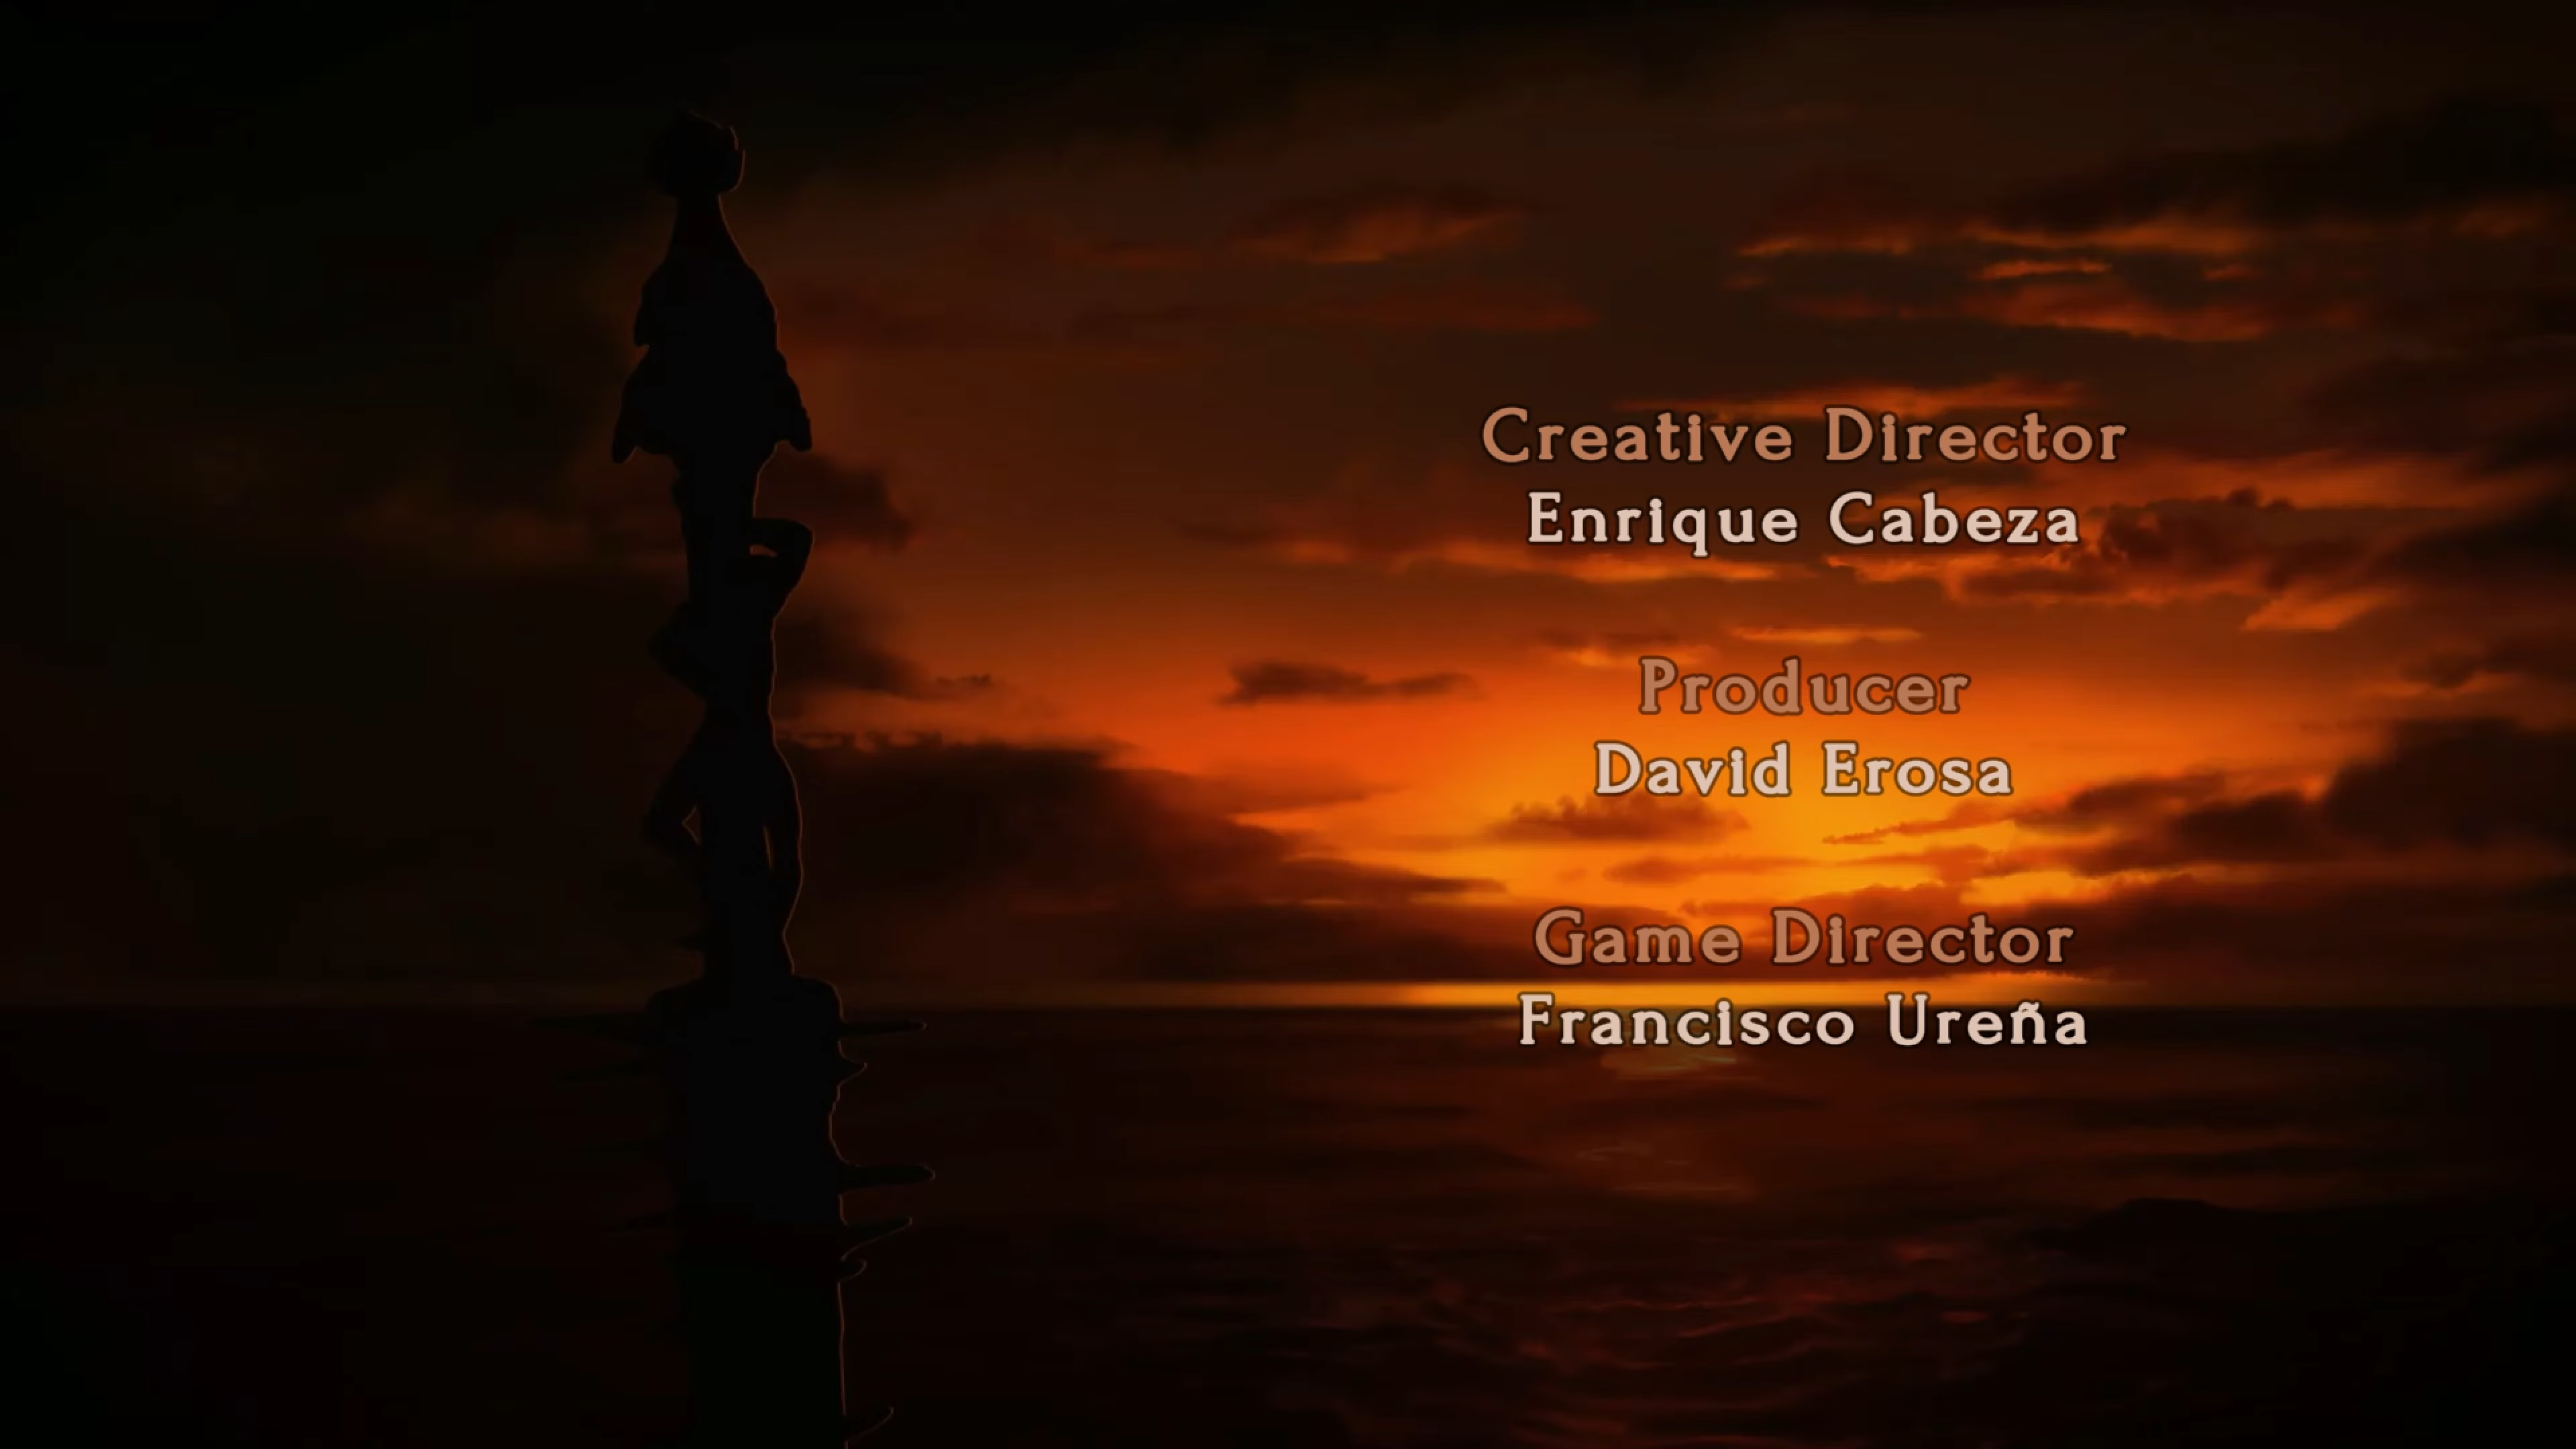 Creative Director
Enrique Cabeza
Producer
David Erosa
Game Director
Francisco Ureña